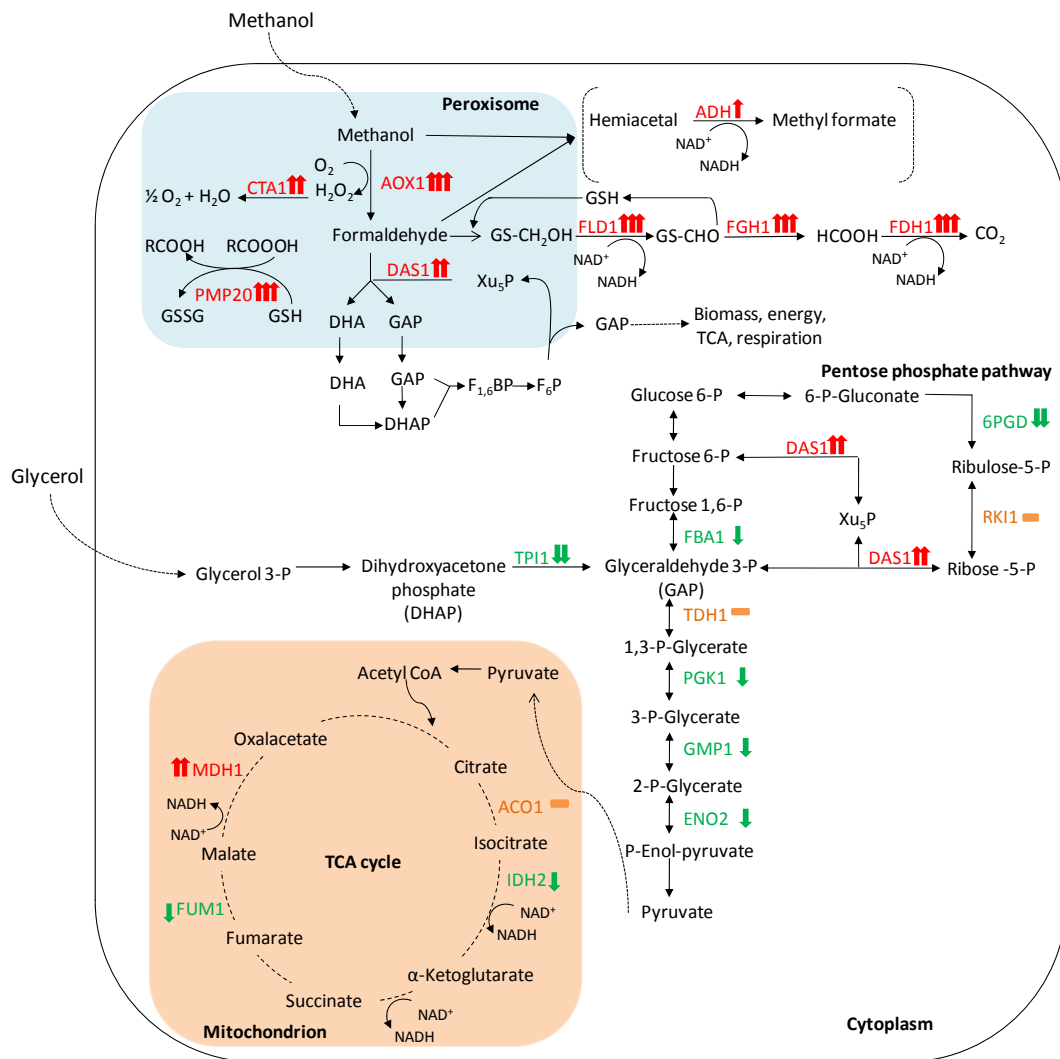 Methanol
Peroxisome
Methanol
O2
H2O2
AOX1
CTA1
½ O2 + H2O
Hemiacetal
ADH
Methyl formate
NAD+
NADH
GSH
Formaldehyde
GS-CH2OH
FLD1
GS-CHO
FGH1
HCOOH
FDH1
CO2
NAD+
NADH
NAD+
NADH
RCOOH
RCOOOH
PMP20
GSSG
GSH
DAS1
Xu5P
DHA
GAP
GAP
Biomass, energy,
TCA, respiration
DHA
GAP
F1,6BP
F6P
DHAP
Pentose phosphate pathway
Glucose 6-P
6-P-Gluconate
6PGD
Fructose 6-P
DAS1
Ribulose-5-P
Glycerol
Fructose 1,6-P
Xu5P
RKI1
FBA1
Glycerol 3-P
Dihydroxyacetone
phosphate
(DHAP)
TPI1
Glyceraldehyde 3-P
(GAP)
DAS1
Ribose -5-P
TDH1
1,3-P-Glycerate
PGK1
3-P-Glycerate
GMP1
2-P-Glycerate
ENO2
P-Enol-pyruvate
Pyruvate
Acetyl CoA
Pyruvate
Oxalacetate
Citrate
MDH1
ACO1
NADH
NAD+
Isocitrate
Malate
TCA cycle
IDH2
FUM1
NAD+
NADH
Fumarate
α-Ketoglutarate
Succinate
NAD+
NADH
Mitochondrion
Cytoplasm